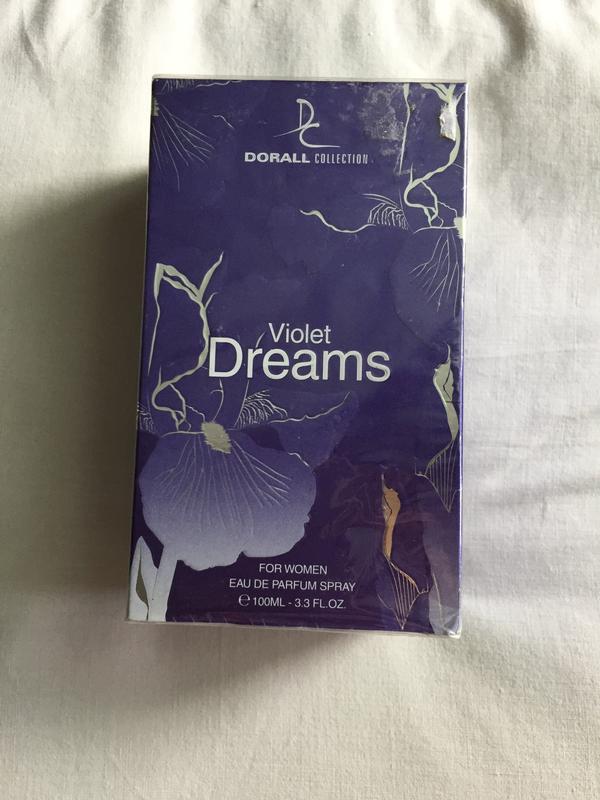 DC
DORALL COLLECTION
Violet
Dreams
FOR WOMEN
EAU DE PARFUM SPRAY
℮ 100ML - 3.3 FL.OZ.